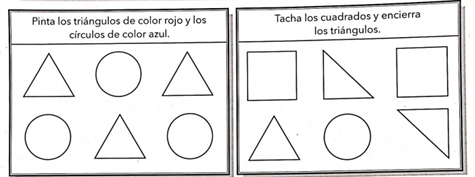 Pinta los triángulos de color rojo y los
círculos de color azul.
Tacha los cuadrados y encierra
los triángulos.